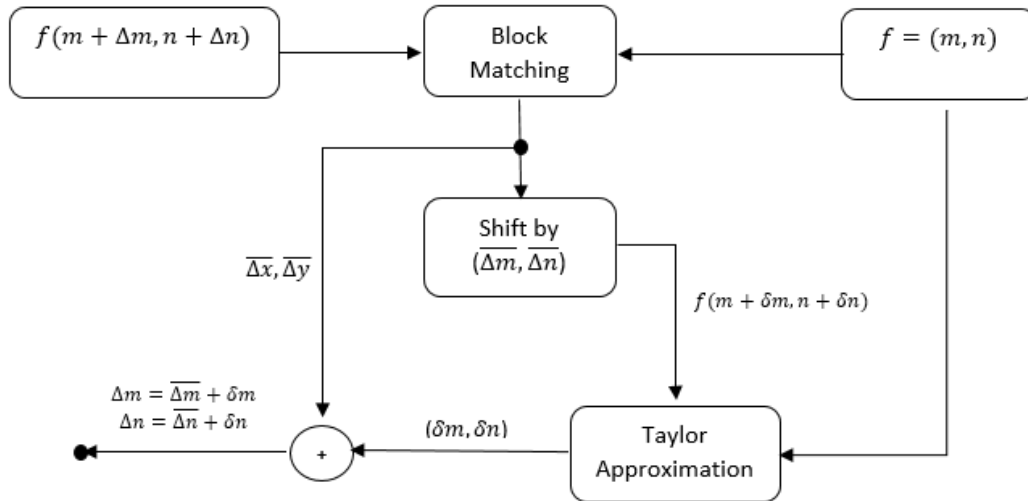 f(m + Δm, n + Δn)
Block
Matching
f = (m, n)
Shift by
(Δm̅, Δn̅)
Δx̅, Δy̅
f(m + δm, n + δn)
Δm = Δm̅ + δm
Δn = Δn̅ + δn
(δm, δn)
+
Taylor
Approximation